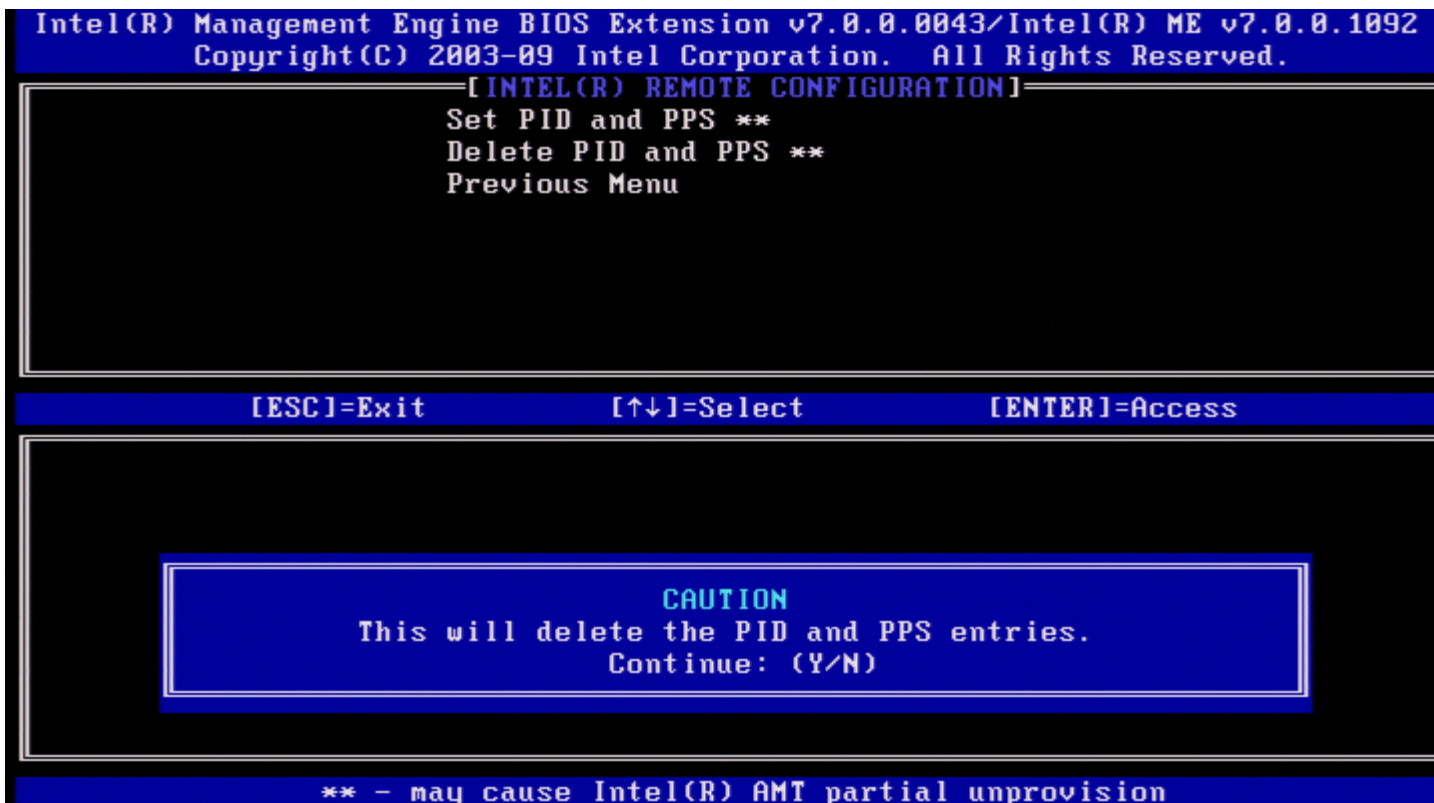 Intel(R) Management Engine BIOS Extension v7.0.0.0043/Intel(R) ME v7.0.0.1092
Copyright(C) 2003-09 Intel Corporation. All Rights Reserved.
[INTEL(R) REMOTE CONFIGURATION]
Set PID and PPS **
Delete PID and PPS **
Previous Menu
[ESC]=Exit [↑↓]=Select [ENTER]=Access
CAUTION
This will delete the PID and PPS entries.
Continue: (Y/N)
** - may cause Intel(R) AMT partial unprovision